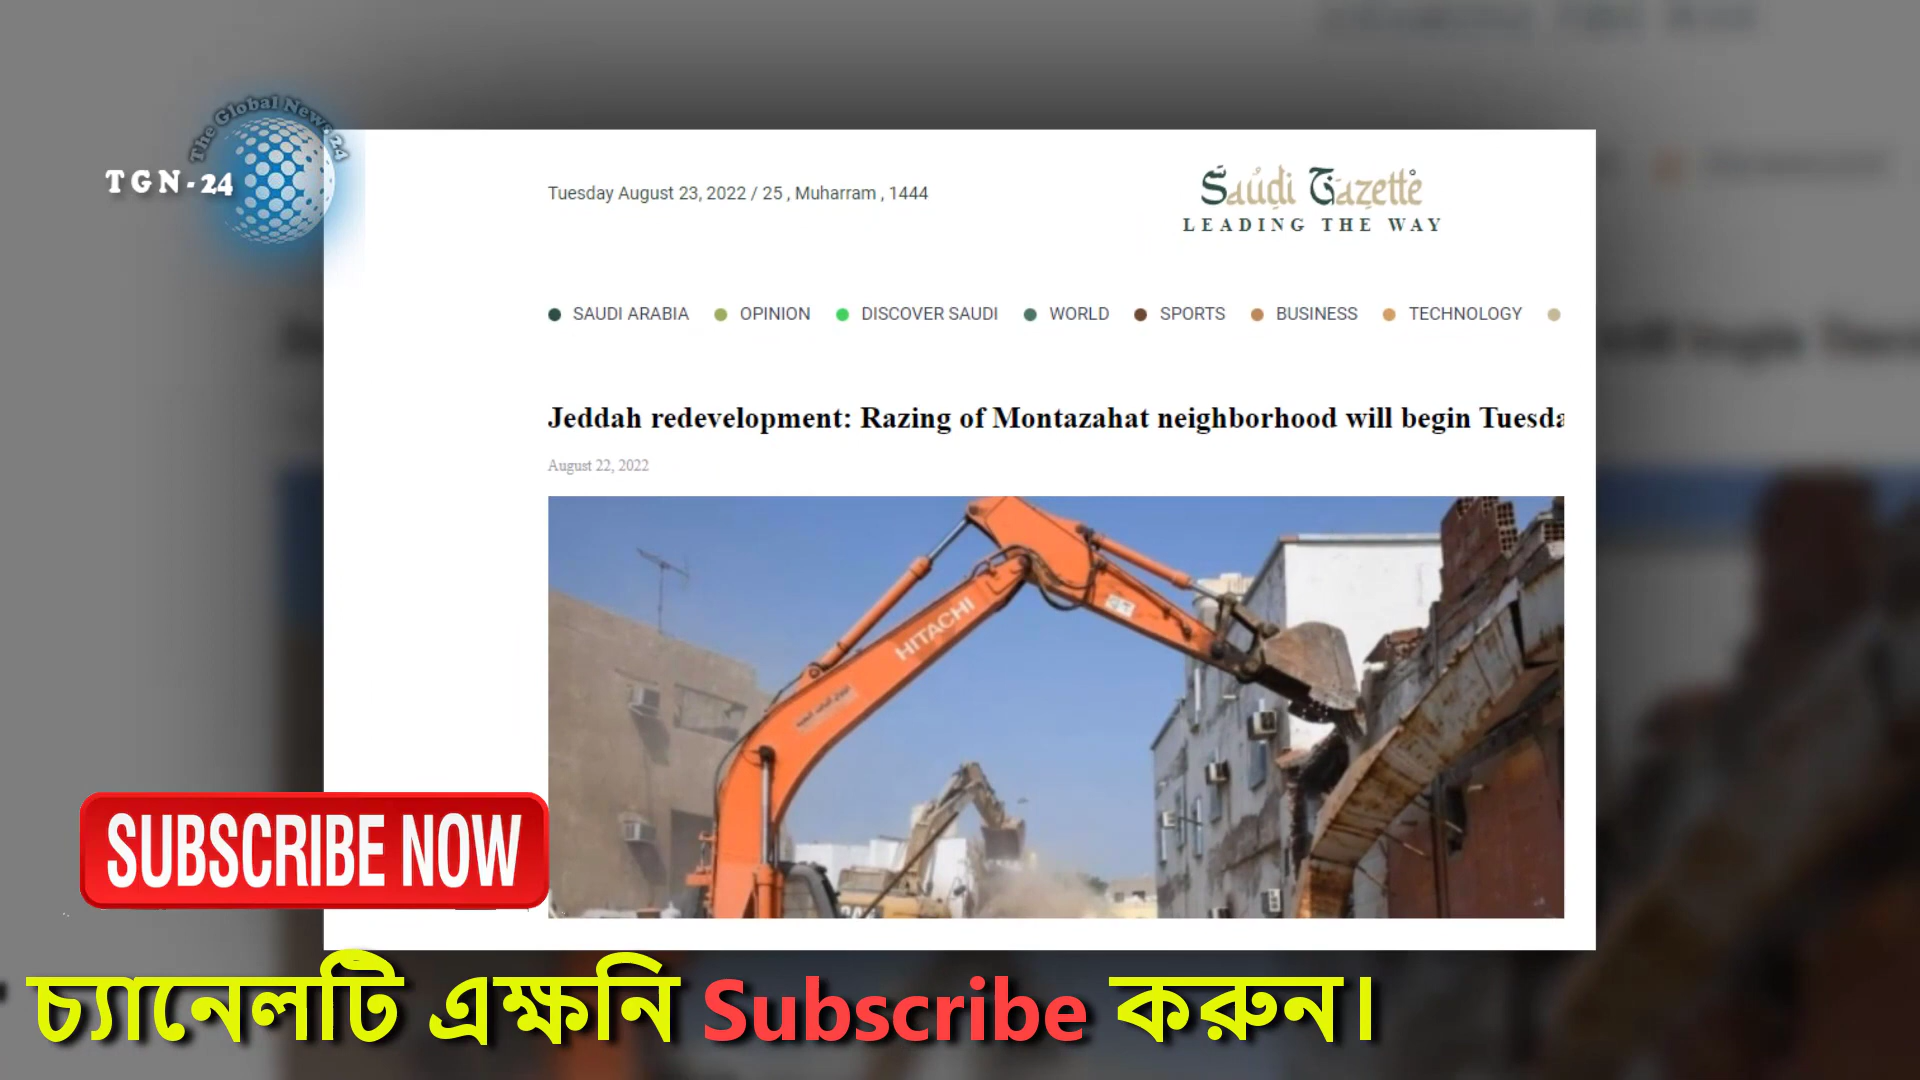 The Global News 24
TGN-24
Tuesday August 23, 2022 / 25 , Muharram , 1444
Saudi Gazette
LEADING THE WAY
SAUDI ARABIA OPINION DISCOVER SAUDI WORLD SPORTS BUSINESS TECHNOLOGY
Jeddah redevelopment: Razing of Montazahat neighborhood will begin Tuesda
August 22, 2022
HITACHI
SUBSCRIBE NOW
চ্যানেলটি এক্ষনি Subscribe করুন।